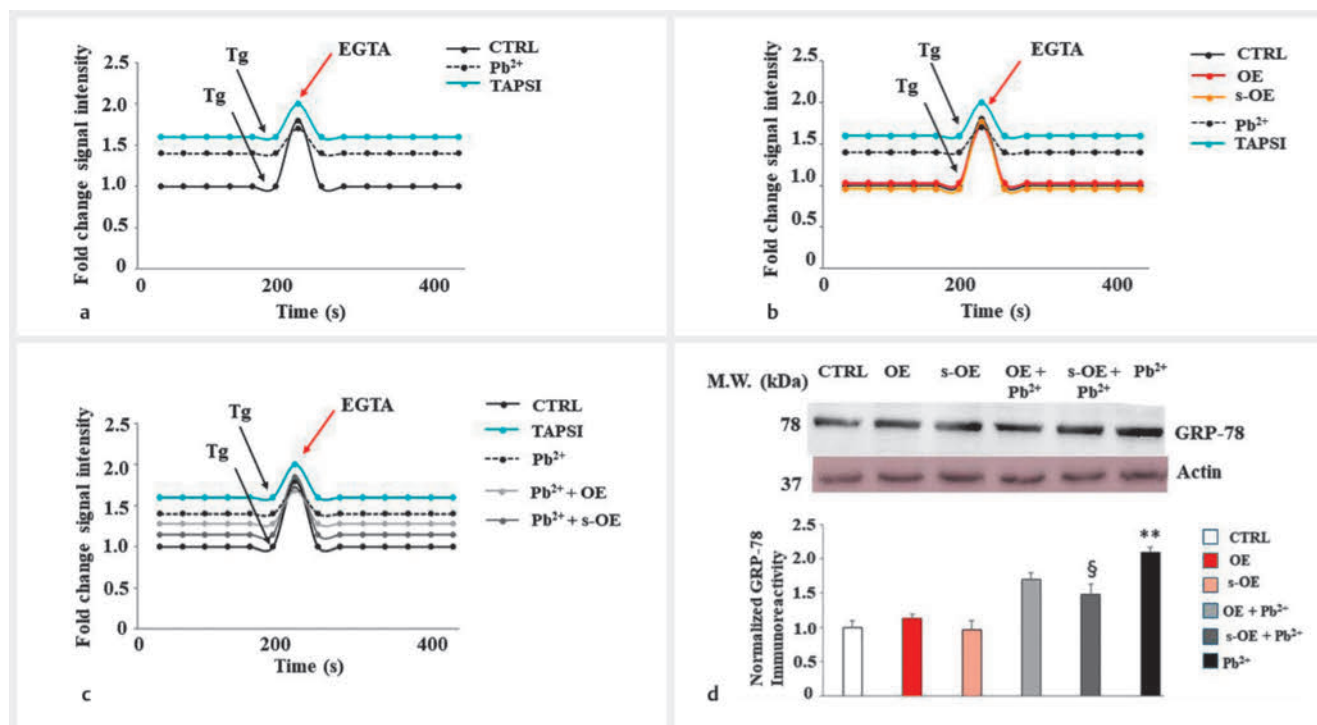 Fold change signal intensity
2.5
2.0
1.5
1.0
0.5
0
0
200
400
Time (s)
Tg
Tg
EGTA
CTRL
Pb²⁺
TAPSI
a
Fold change signal intensity
2.5
2.0
1.5
1.0
0.5
0
0
200
400
Time (s)
Tg
Tg
EGTA
CTRL
OE
s-OE
Pb²⁺
TAPSI
b
Fold change signal intensity
2.5
2.0
1.5
1.0
0.5
0
0
200
400
Time (s)
Tg
Tg
EGTA
CTRL
TAPSI
Pb²⁺
Pb²⁺ + OE
Pb²⁺ + s-OE
c
M.W. (kDa)
CTRL
OE
s-OE
OE +
Pb²⁺
s-OE +
Pb²⁺
Pb²⁺
78
GRP-78
37
Actin
Normalized GRP-78
Immunoreactivity
2.5
2.0
1.5
1.0
0.5
0
§
**
CTRL
OE
s-OE
OE + Pb²⁺
s-OE + Pb²⁺
Pb²⁺
d